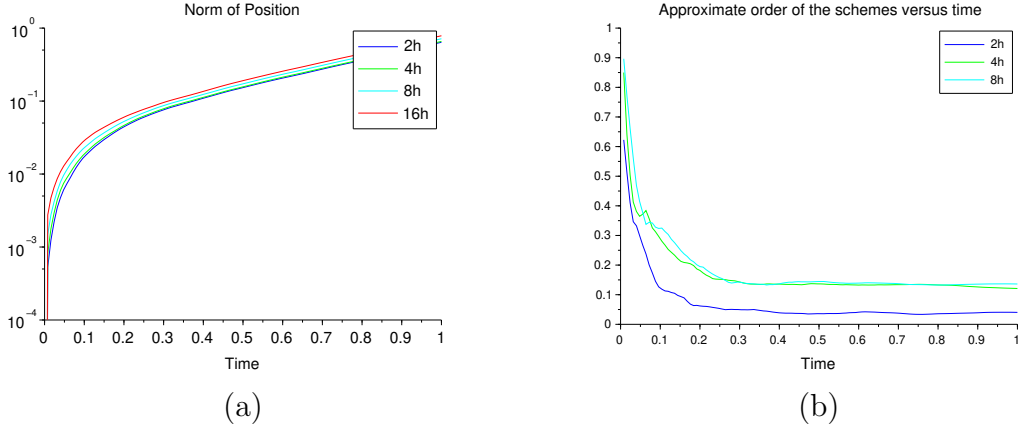 Norm of Position
10^0
10^-1
10^-2
10^-3
10^-4
2h
4h
8h
16h
0 0.1 0.2 0.3 0.4 0.5 0.6 0.7 0.8 0.9 1
Time
(a)
Approximate order of the schemes versus time
1
0.9
0.8
0.7
0.6
0.5
0.4
0.3
0.2
0.1
0
2h
4h
8h
0 0.1 0.2 0.3 0.4 0.5 0.6 0.7 0.8 0.9 1
Time
(b)